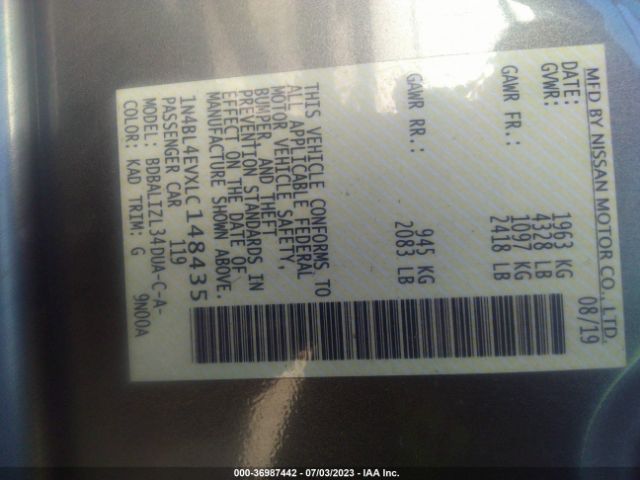 MFD BY NISSAN MOTOR CO., LTD.
DATE: 08/19
GVWR: 1963 KG
4328 LB
GAWR FR.: 1097 KG
2418 LB
GAWR RR.: 945 KG
2083 LB
THIS VEHICLE CONFORMS TO
ALL APPLICABLE FEDERAL
MOTOR VEHICLE SAFETY,
BUMPER, AND THEFT
PREVENTION STANDARDS IN
EFFECT ON THE DATE OF
MANUFACTURE SHOWN ABOVE.
1N4BL4EVXLC148435
PASSENGER CAR 119
MODEL: BDBALIZL34DUA-C-A-
COLOR: KAD TRIM: G 9N00A
000-36987442 - 07/03/2023 - IAA Inc.